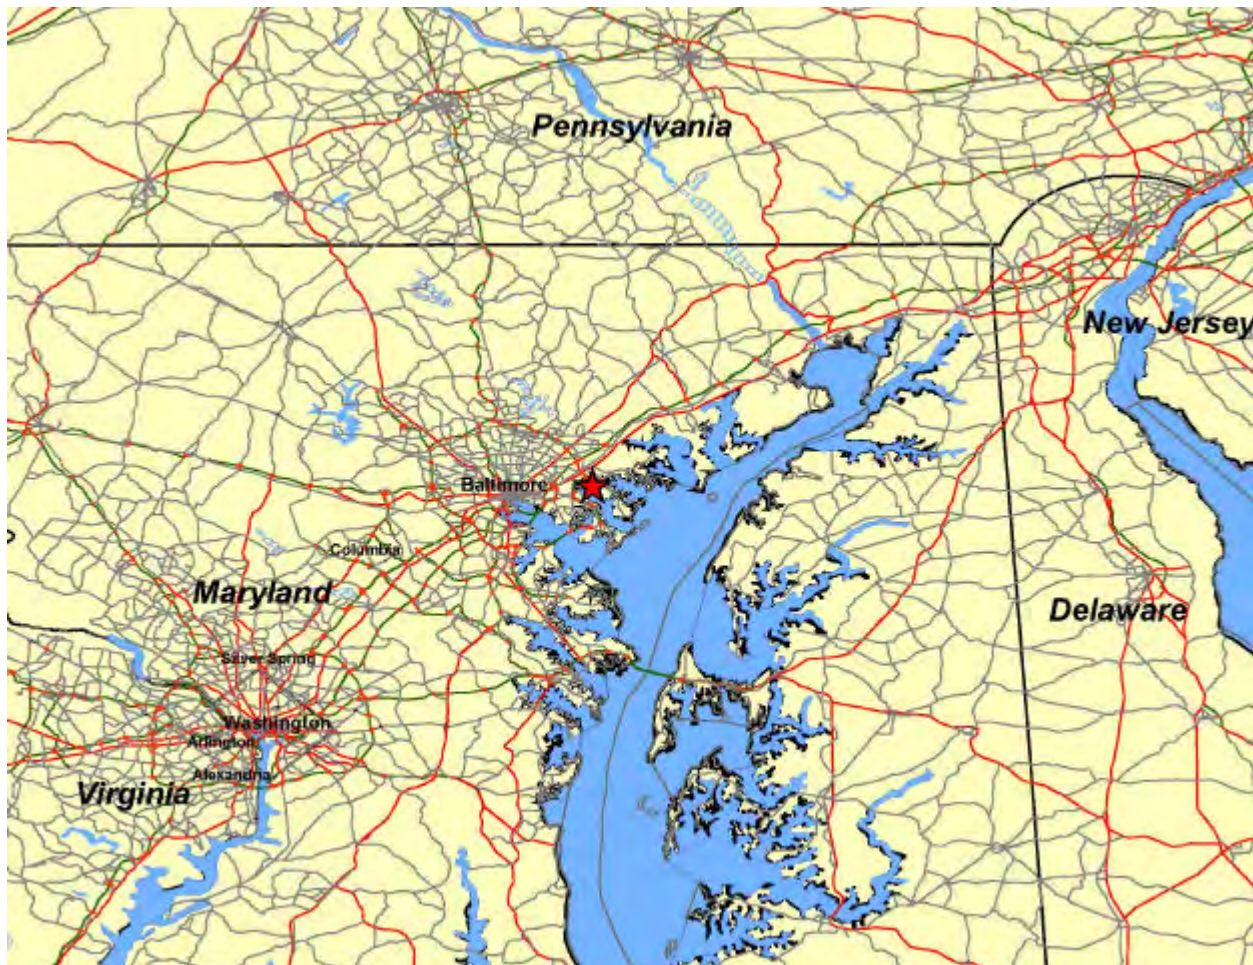 Pennsylvania
New Jersey
Baltimore
Columbia
Maryland
Delaware
Silver Spring
Washington
Arlington
Alexandria
Virginia